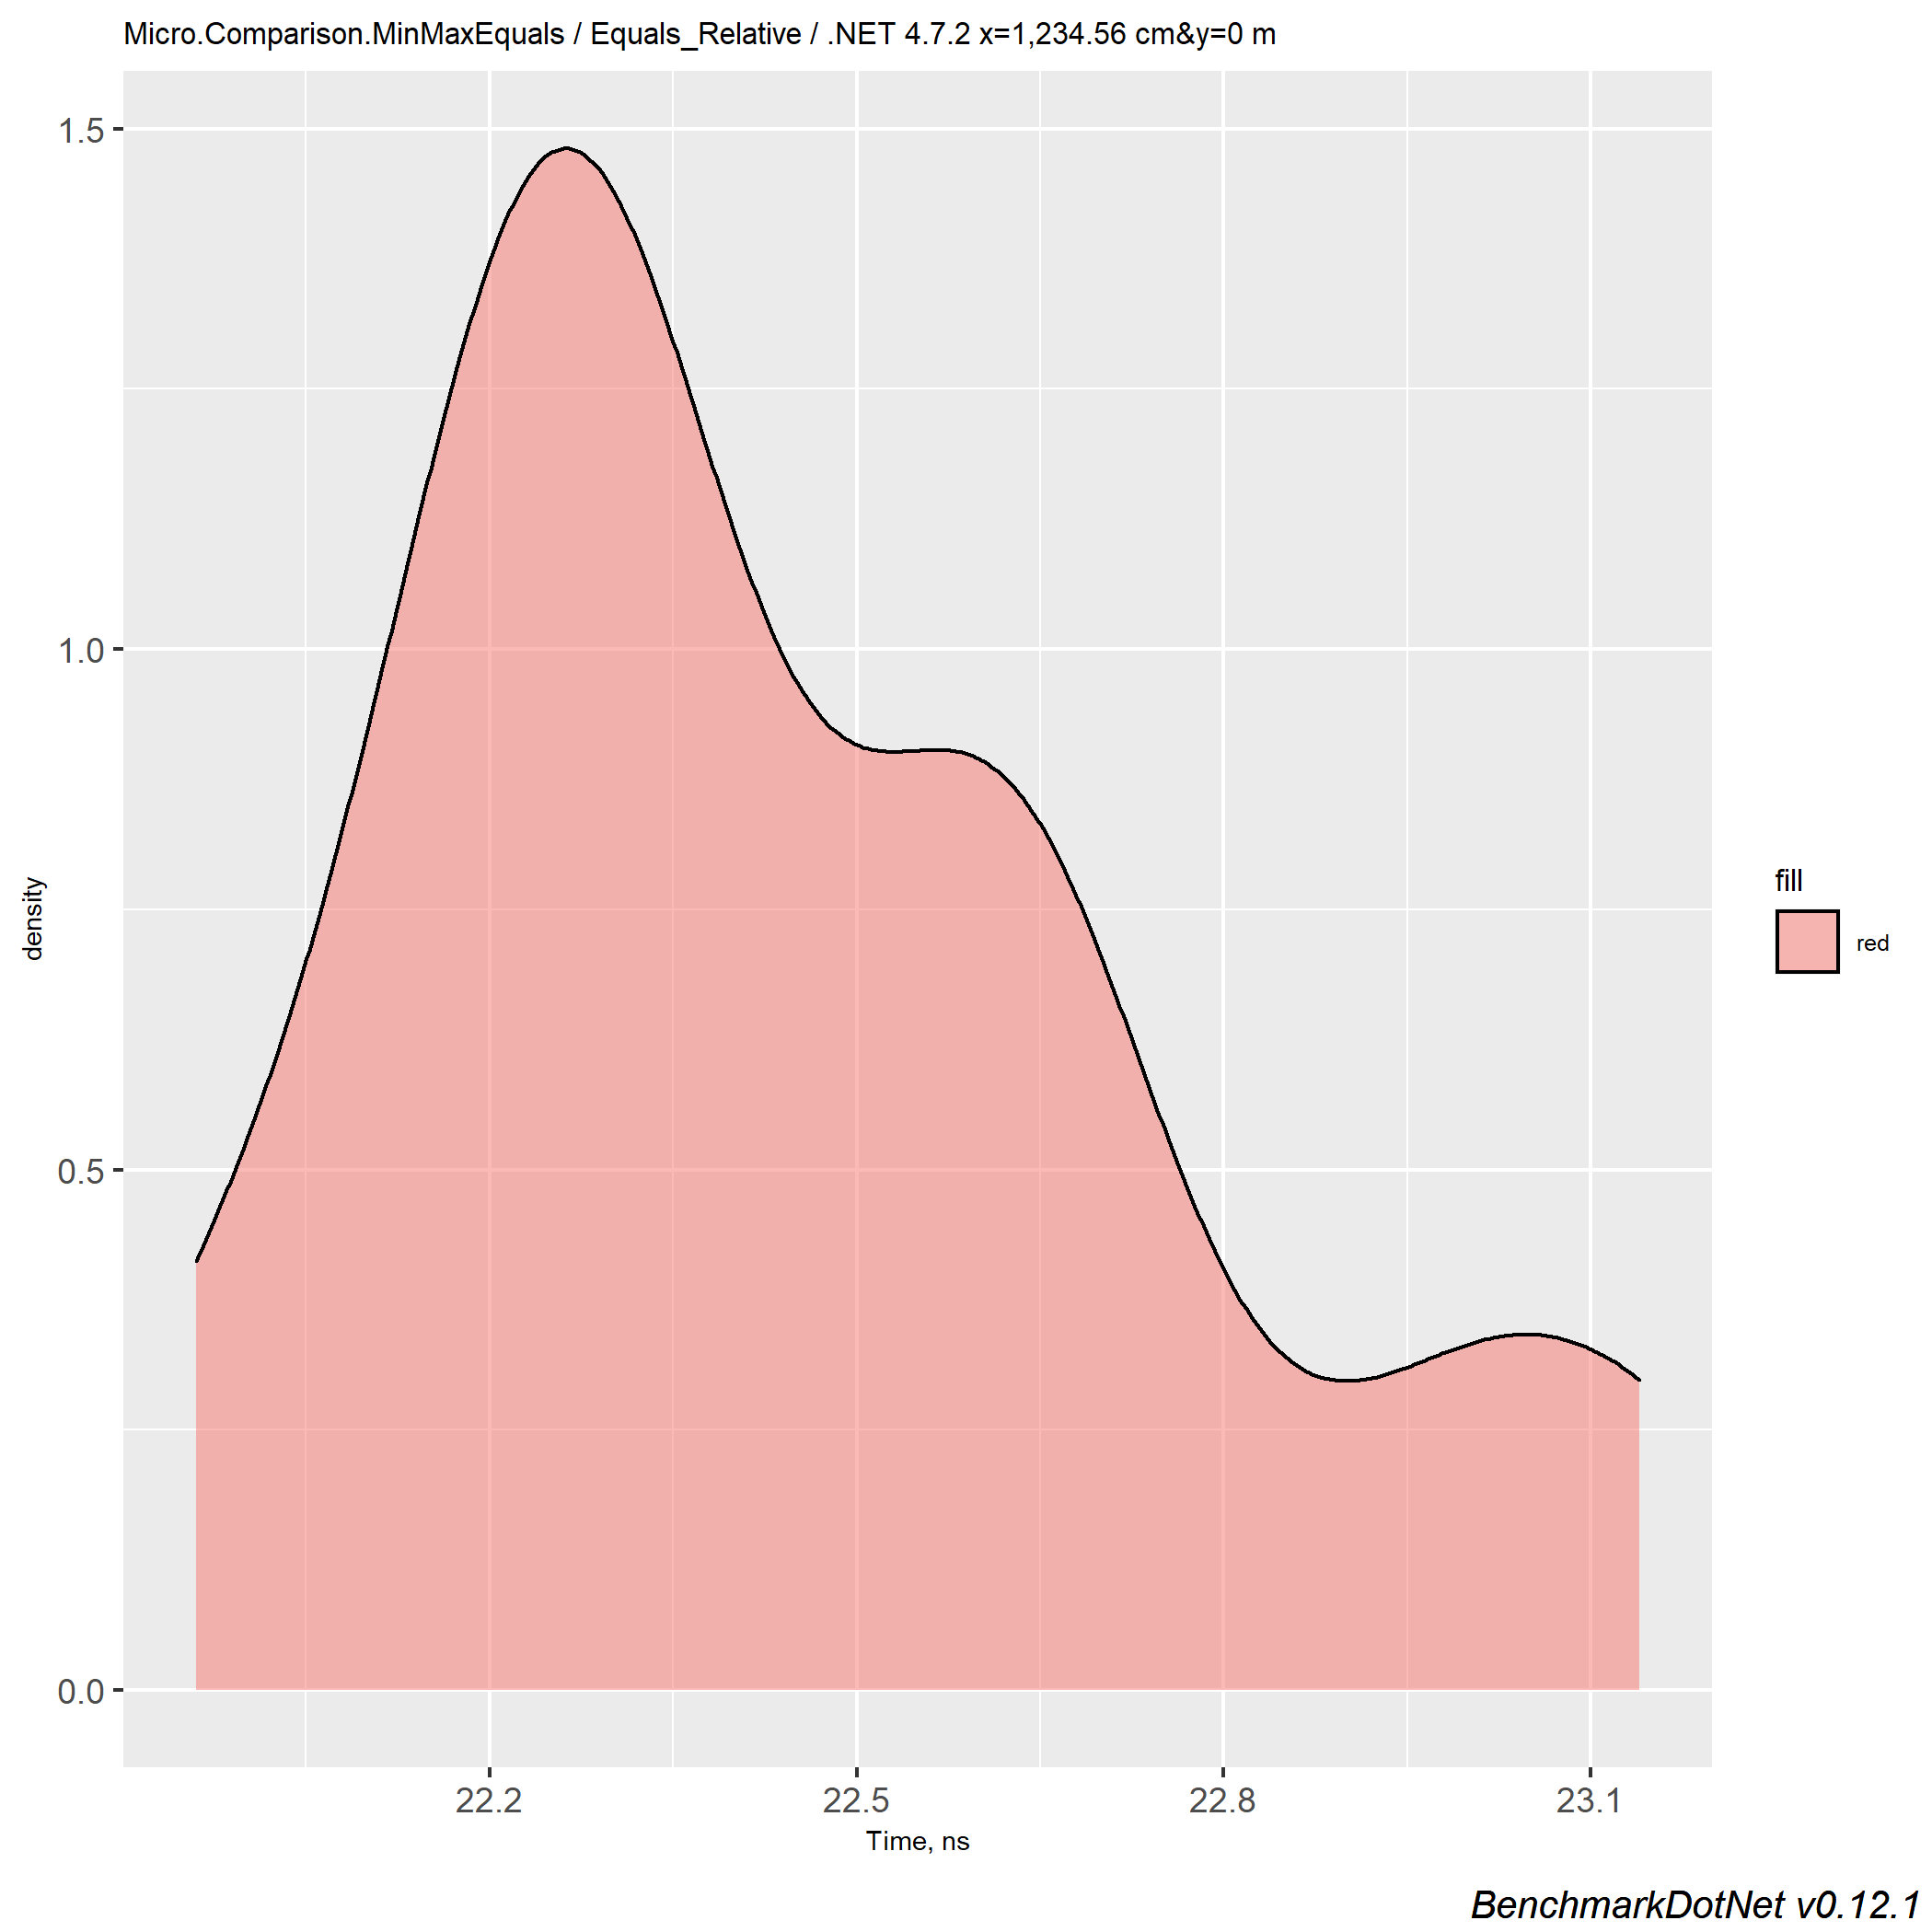 Micro.Comparison.MinMaxEquals / Equals_Relative / .NET 4.7.2 x=1,234.56 cm&y=0 m
1.5
1.0
0.5
0.0
density
22.2 22.5 22.8 23.1
Time, ns
fill
red
BenchmarkDotNet v0.12.1